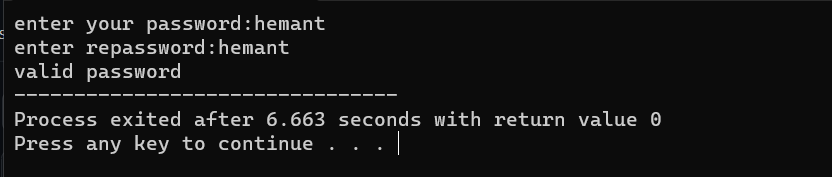 enter your password:hemant
enter repassword:hemant
valid password
--------------------------------
Process exited after 6.663 seconds with return value 0
Press any key to continue . . .